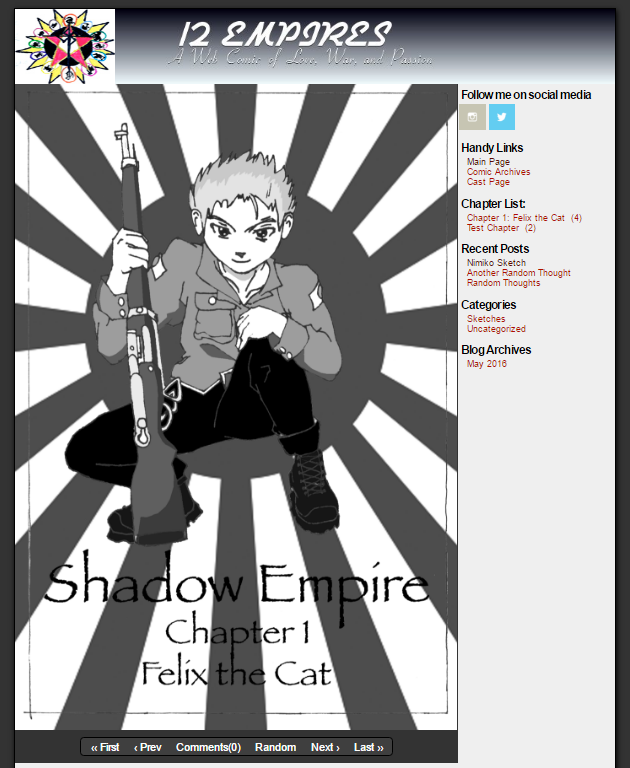 12 EMPIRES
A Web Comic of Love, War, and Passion
Shadow Empire
Chapter 1
Felix the Cat
‹‹ First ‹ Prev Comments(0) Random Next › Last ››
Follow me on social media
Handy Links
Main Page
Comic Archives
Cast Page
Chapter List:
Chapter 1: Felix the Cat (4)
Test Chapter (2)
Recent Posts
Nimiko Sketch
Another Random Thought
Random Thoughts
Categories
Sketches
Uncategorized
Blog Archives
May 2016